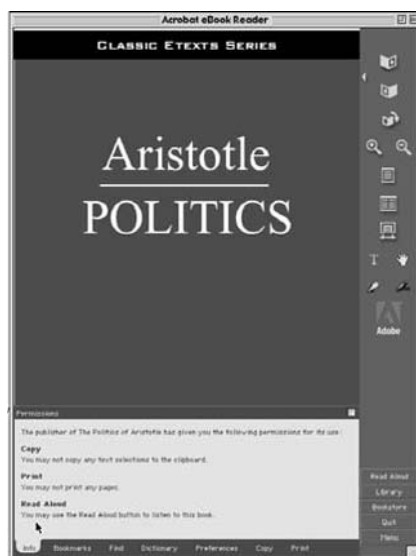 Acrobat eBook Reader
CLASSIC ETEXTS SERIES
Aristotle
POLITICS
T
Adobe
Permissions
The publisher of The Politics of Aristotle has given you the following permissions for its use:
Copy
You may not copy any text selections to the clipboard.
Print
You may not print any pages.
Read Aloud
You may use the Read Aloud button to listen to this book.
Read Aloud
Library
Bookstore
Quit
Menu
Info Bookmarks Find Dictionary Preferences Copy Print